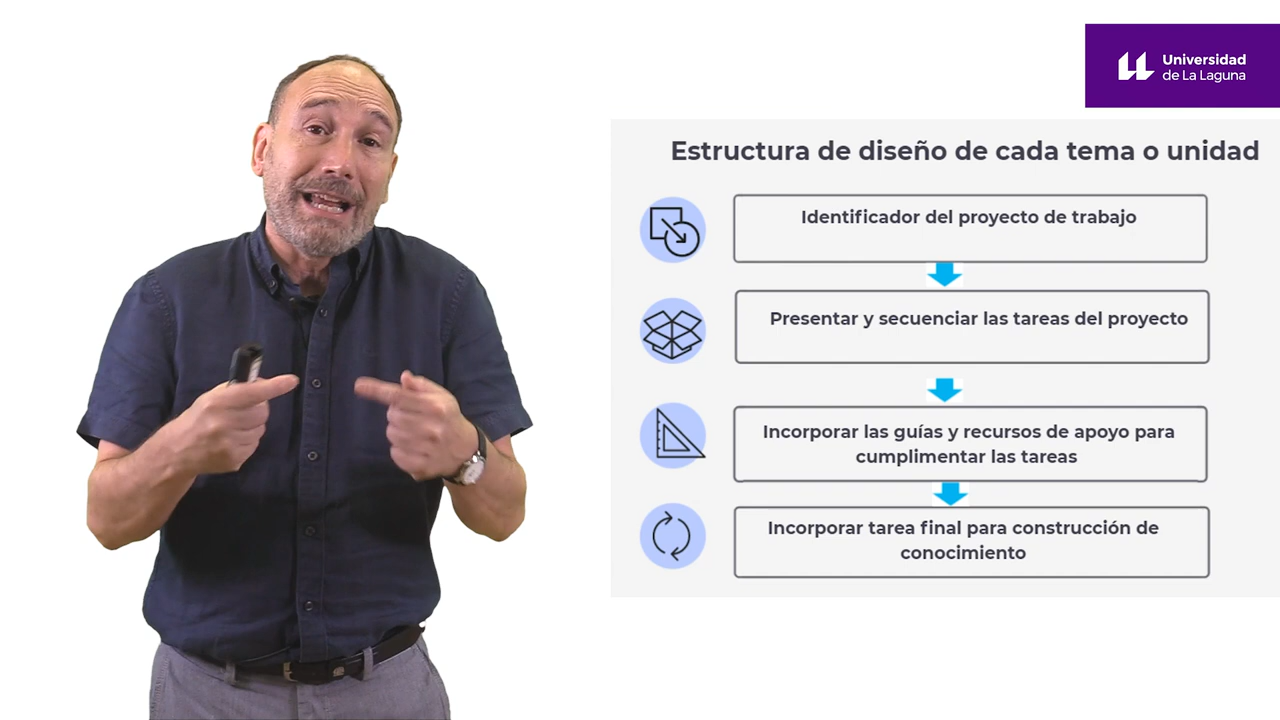 Universidad
de La Laguna
Estructura de diseño de cada tema o unidad
Identificador del proyecto de trabajo
Presentar y secuenciar las tareas del proyecto
Incorporar las guías y recursos de apoyo para
cumplimentar las tareas
Incorporar tarea final para construcción de
conocimiento